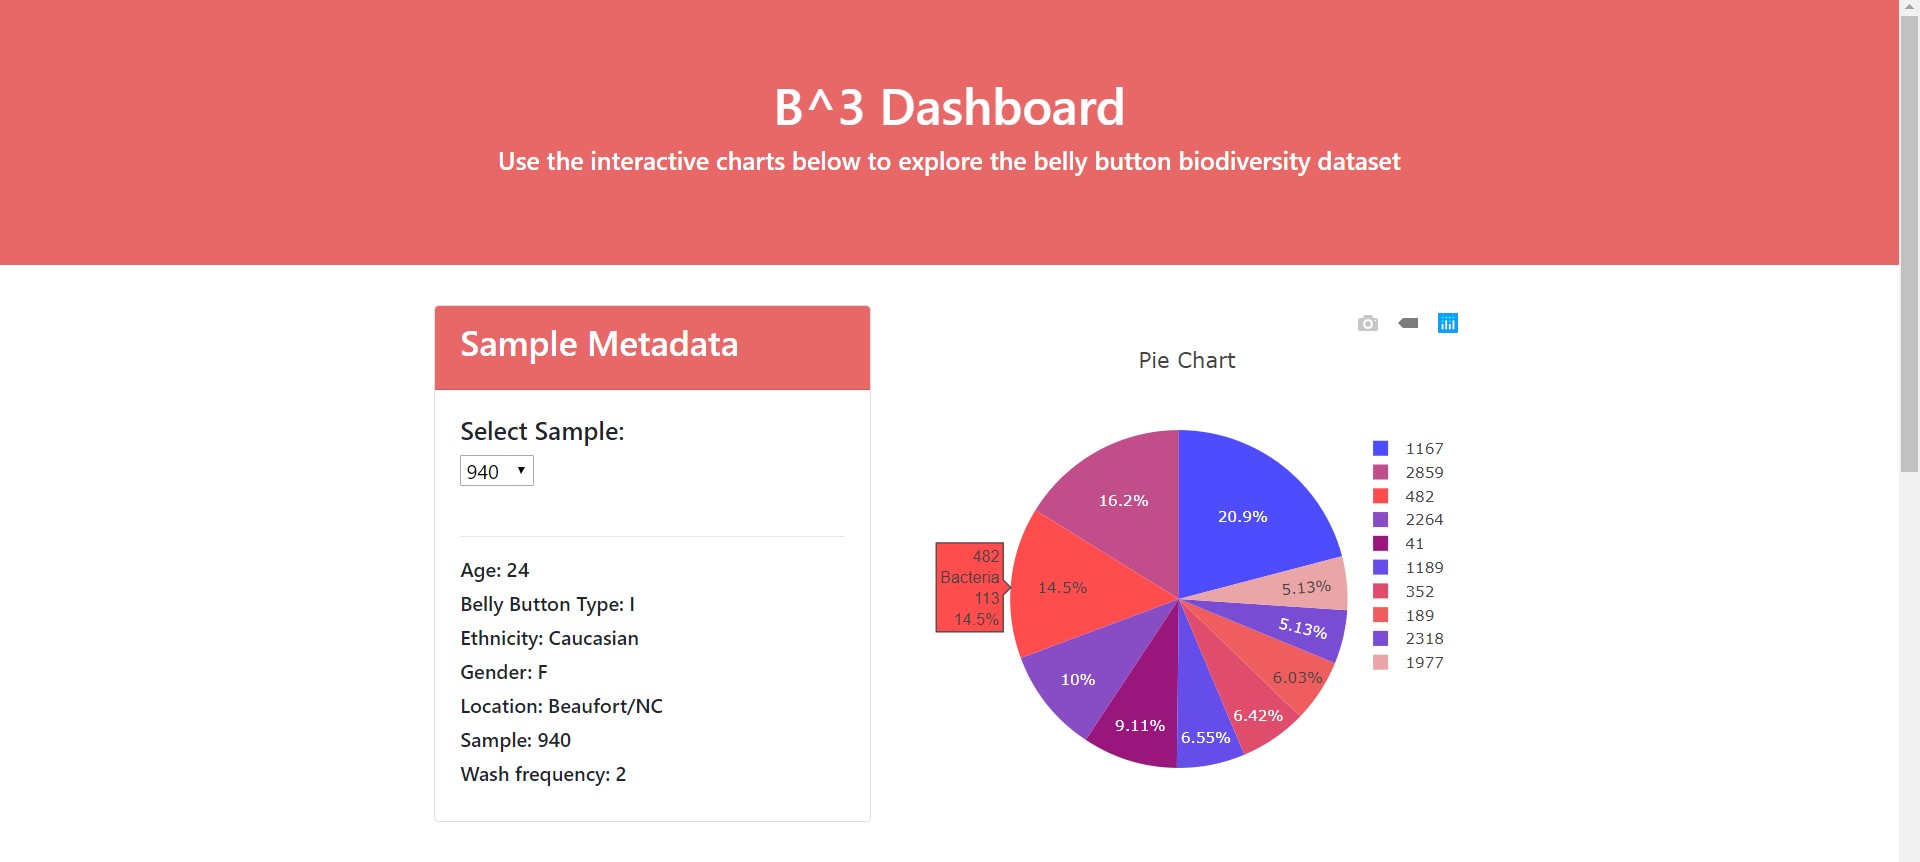 B^3 Dashboard
Use the interactive charts below to explore the belly button biodiversity dataset
Sample Metadata
Select Sample:
940
Age: 24
Belly Button Type: I
Ethnicity: Caucasian
Gender: F
Location: Beaufort/NC
Sample: 940
Wash frequency: 2
Pie Chart
20.9%
16.2%
14.5%
10%
9.11%
6.55%
6.42%
6.03%
5.13%
5.13%
482
Bacteria
113
14.5%
1167
2859
482
2264
41
1189
352
189
2318
1977